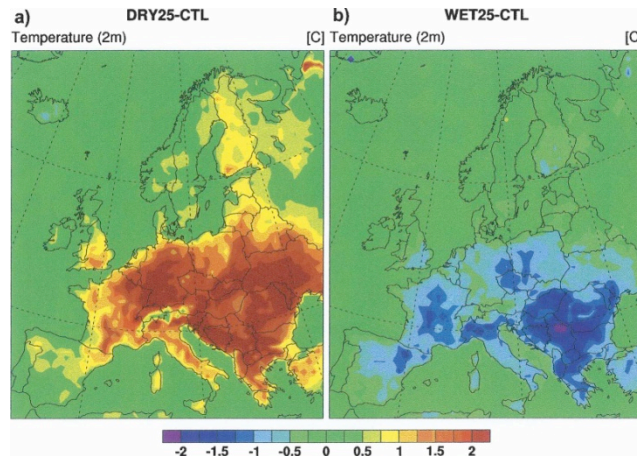 a) DRY25-CTL
Temperature (2m) [C]
b) WET25-CTL
Temperature (2m) [C
-2 -1.5 -1 -0.5 0 0.5 1 1.5 2